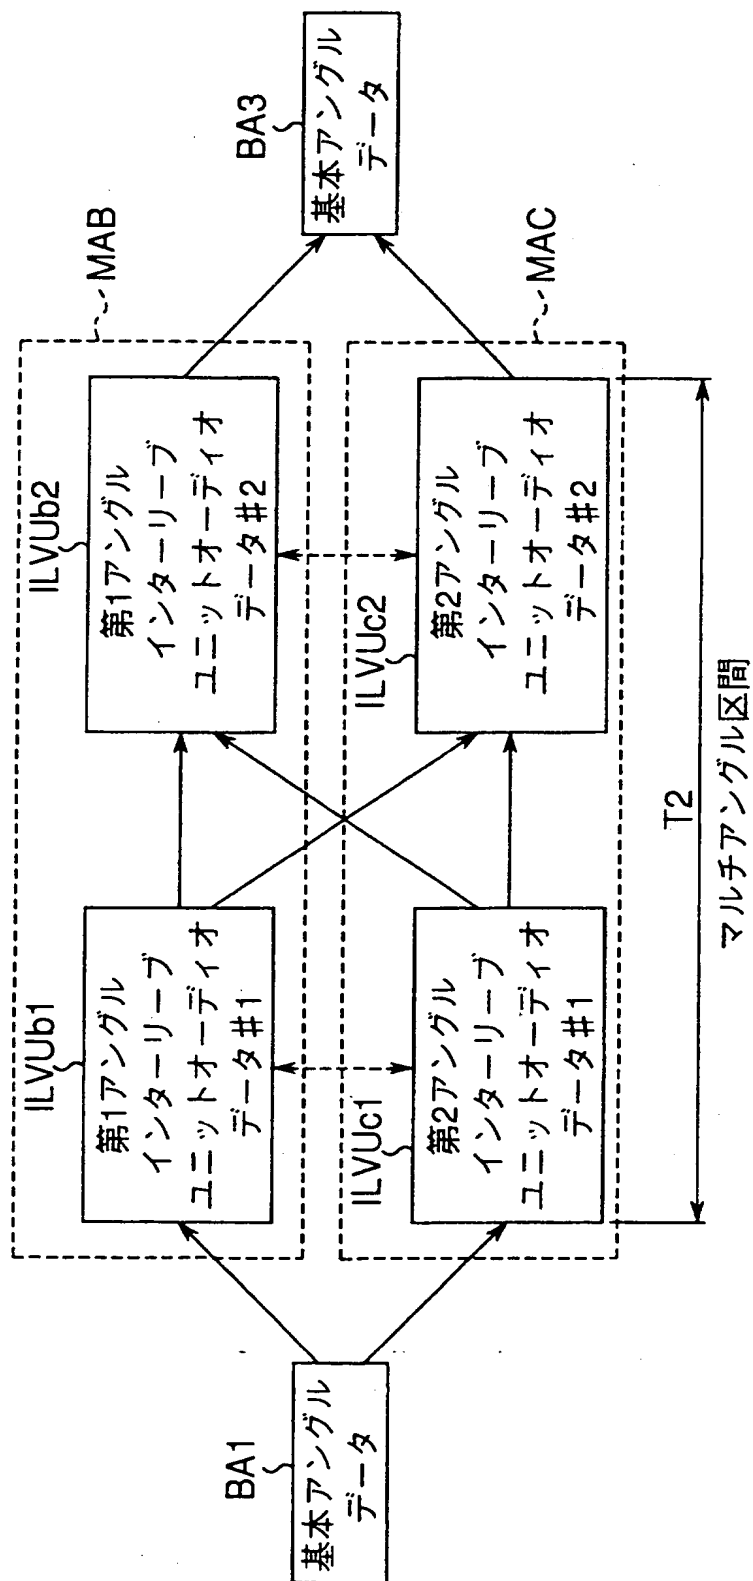 BA1
基本アングル
データ
MAB
ILVUb1
第1アングル
インターリーブ
ユニットオーディオ
データ#1
ILVUb2
第1アングル
インターリーブ
ユニットオーディオ
データ#2
MAC
ILVUc1
第2アングル
インターリーブ
ユニットオーディオ
データ#1
ILVUc2
第2アングル
インターリーブ
ユニットオーディオ
データ#2
BA3
基本アングル
データ
T2
マルチアングル区間